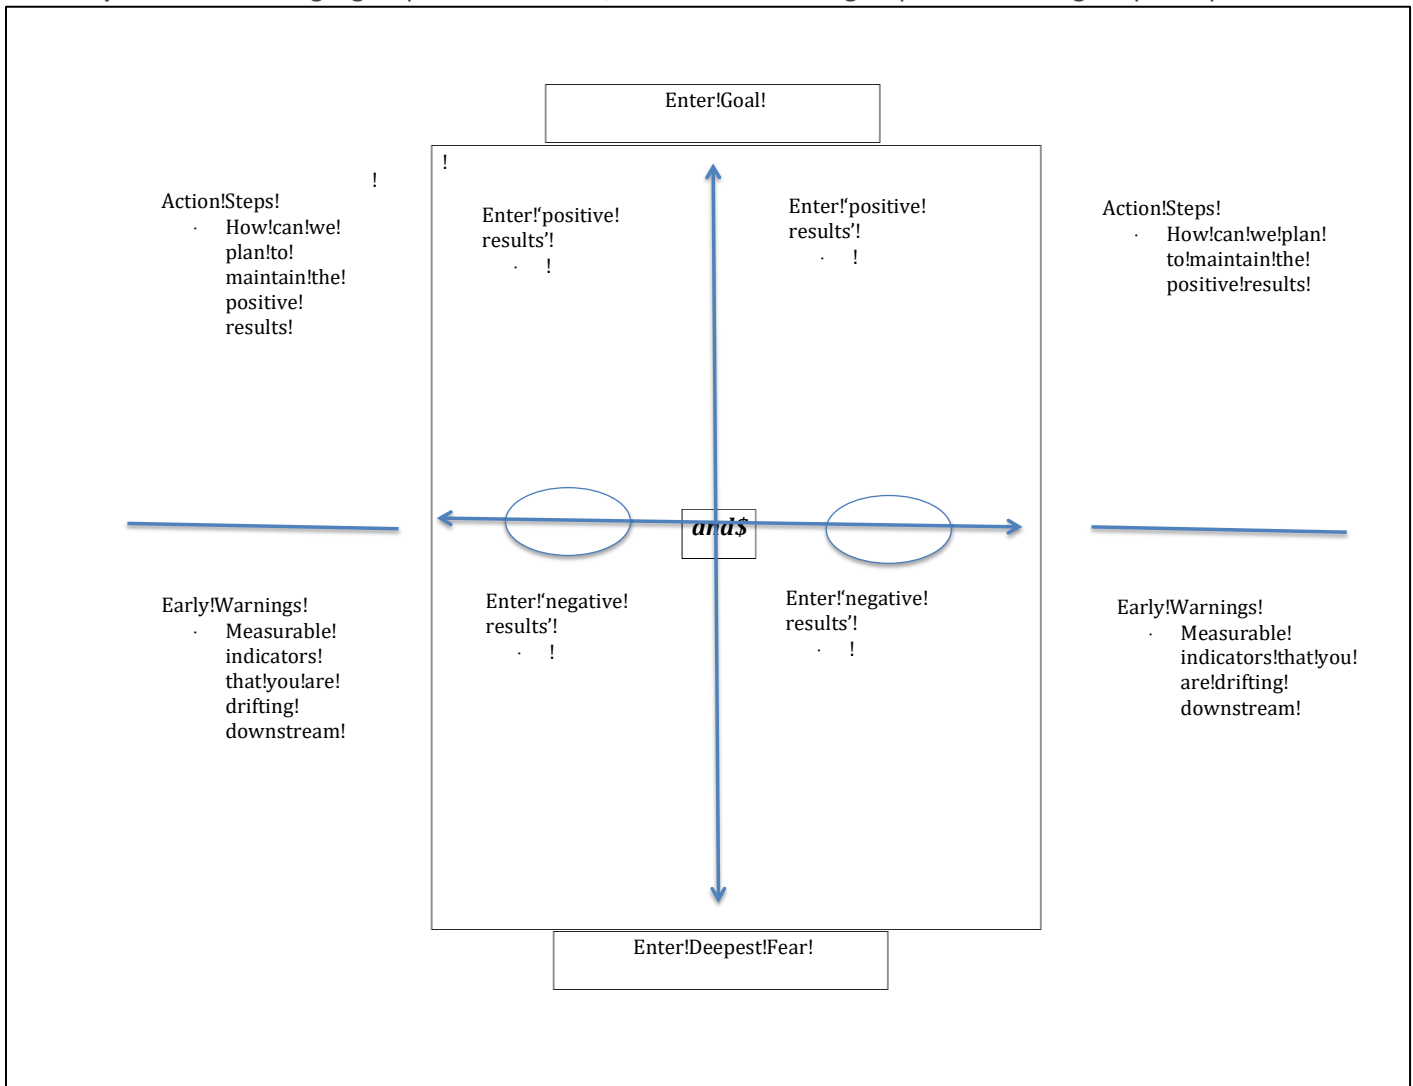 Enter!Goal!
!
!
Action!Steps!
· How!can!we!
plan!to!
maintain!the!
positive!
results!
Enter!'positive!
results'!
· !
Enter!'positive!
results'!
· !
Action!Steps!
· How!can!we!plan!
to!maintain!the!
positive!results!
and$
Early!Warnings!
· Measurable!
indicators!
that!you!are!
drifting!
downstream!
Enter!'negative!
results'!
· !
Enter!'negative!
results'!
· !
Early!Warnings!
· Measurable!
indicators!that!you!
are!drifting!
downstream!
Enter!Deepest!Fear!